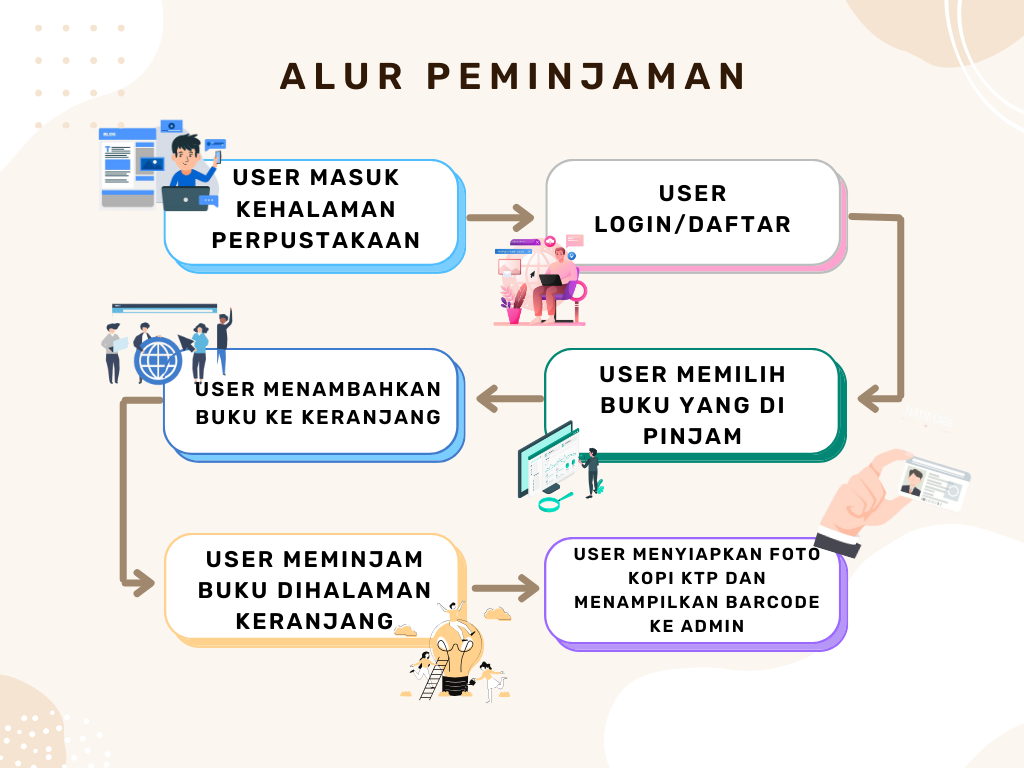 ALUR PEMINJAMAN
USER MASUK
KEHALAMAN
PERPUSTAKAAN
USER
LOGIN/DAFTAR
USER MEMILIH
BUKU YANG DI
PINJAM
USER MENAMBAHKAN
BUKU KE KERANJANG
USER MEMINJAM
BUKU DIHALAMAN
KERANJANG
USER MENYIAPKAN FOTO
KOPI KTP DAN
MENAMPILKAN BARCODE
KE ADMIN